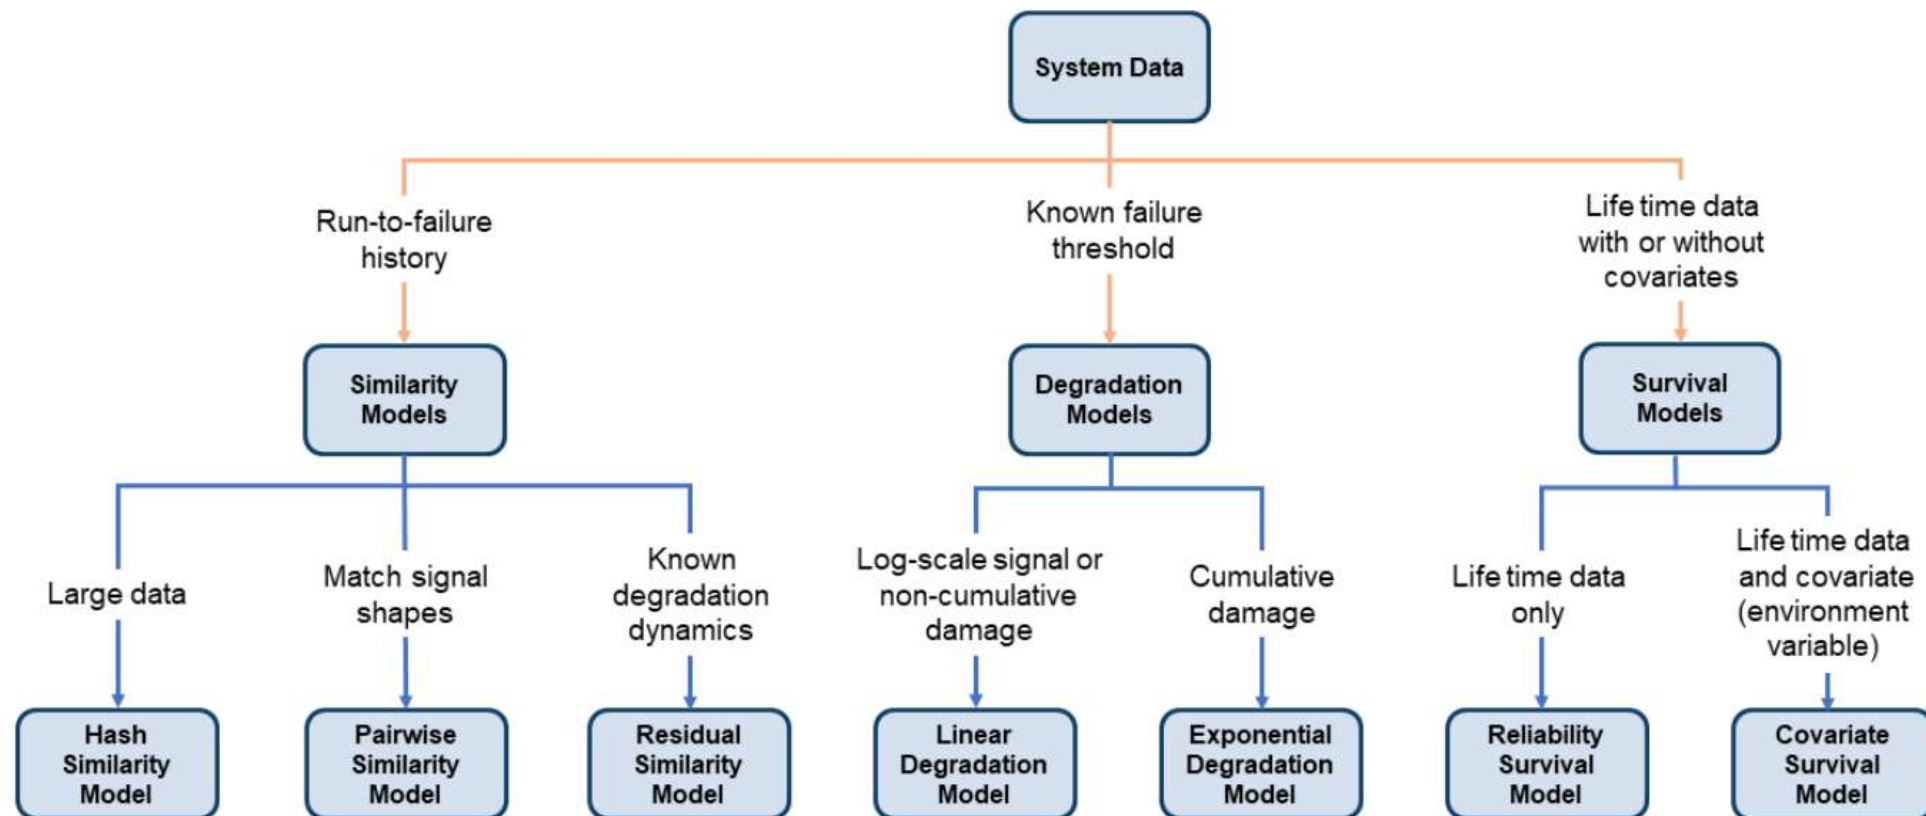 System Data
Run-to-failure
history
Known failure
threshold
Life time data
with or without
covariates
Similarity
Models
Degradation
Models
Survival
Models
Large data
Match signal
shapes
Known
degradation
dynamics
Log-scale signal or
non-cumulative
damage
Cumulative
damage
Life time data
only
Life time data
and covariate
(environment
variable)
Hash
Similarity
Model
Pairwise
Similarity
Model
Residual
Similarity
Model
Linear
Degradation
Model
Exponential
Degradation
Model
Reliability
Survival
Model
Covariate
Survival
Model